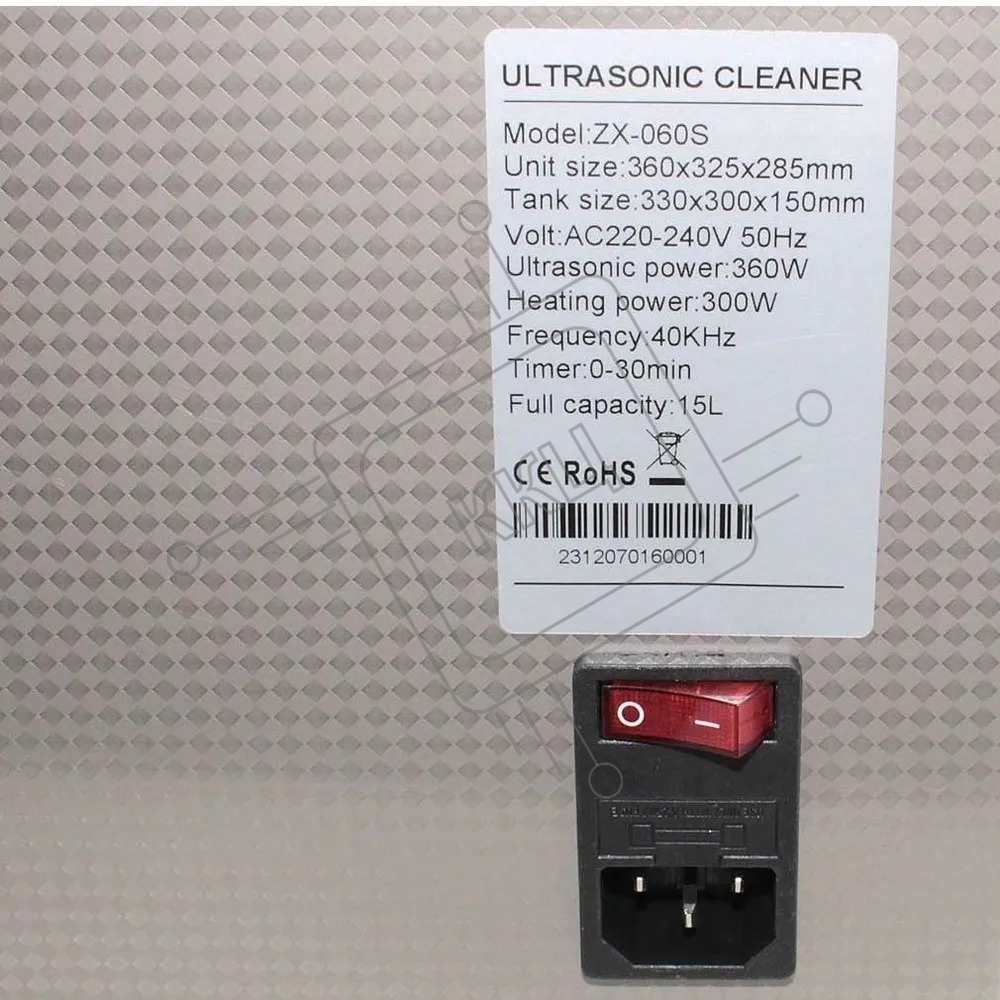 ULTRASONIC CLEANER
Model:ZX-060S
Unit size:360x325x285mm
Tank size:330x300x150mm
Volt:AC220-240V 50Hz
Ultrasonic power:360W
Heating power:300W
Frequency:40KHz
Timer:0-30min
Full capacity:15L
CE RoHS
KKЦ
2312070160001
O —